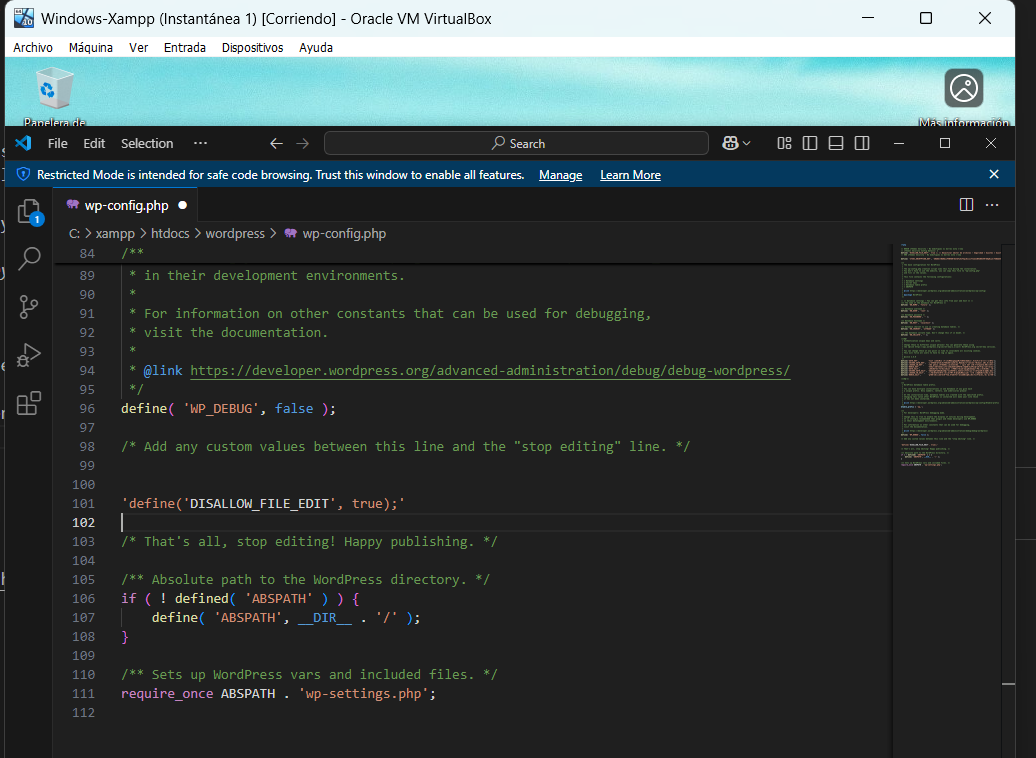 Windows-Xampp (Instantánea 1) [Corriendo] - Oracle VM VirtualBox
Archivo Máquina Ver Entrada Dispositivos Ayuda
Papelera de
Más información
File Edit Selection ··· Search
Restricted Mode is intended for safe code browsing. Trust this window to enable all features. Manage Learn More
1
wp-config.php
C: > xampp > htdocs > wordpress > wp-config.php
84 /**
89 * in their development environments.
90 *
91 * For information on other constants that can be used for debugging,
92 * visit the documentation.
93 *
94 * @link https://developer.wordpress.org/advanced-administration/debug/debug-wordpress/
95 */
96 define( 'WP_DEBUG', false );
97
98 /* Add any custom values between this line and the "stop editing" line. */
99
100
101 'define('DISALLOW_FILE_EDIT', true);'
102
103 /* That's all, stop editing! Happy publishing. */
104
105 /** Absolute path to the WordPress directory. */
106 if ( ! defined( 'ABSPATH' ) ) {
107 define( 'ABSPATH', __DIR__ . '/' );
108 }
109
110 /** Sets up WordPress vars and included files. */
111 require_once ABSPATH . 'wp-settings.php';
112